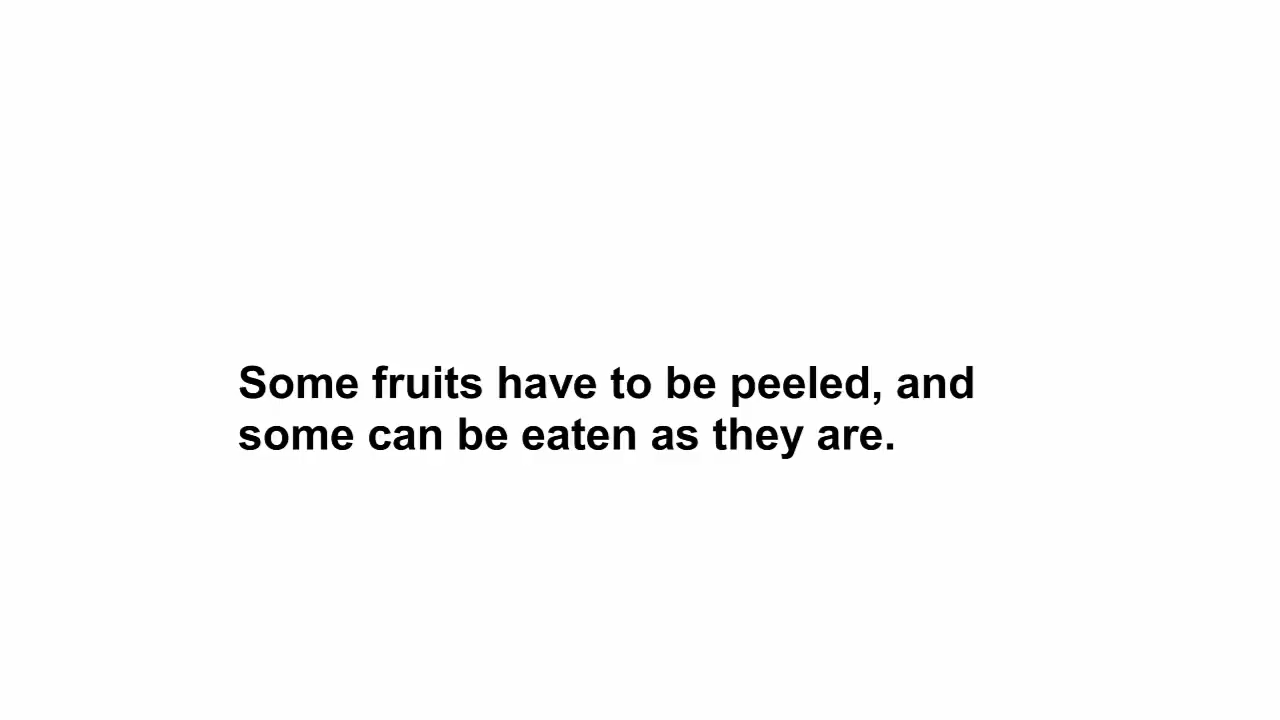 Some fruits have to be peeled, and
some can be eaten as they are.